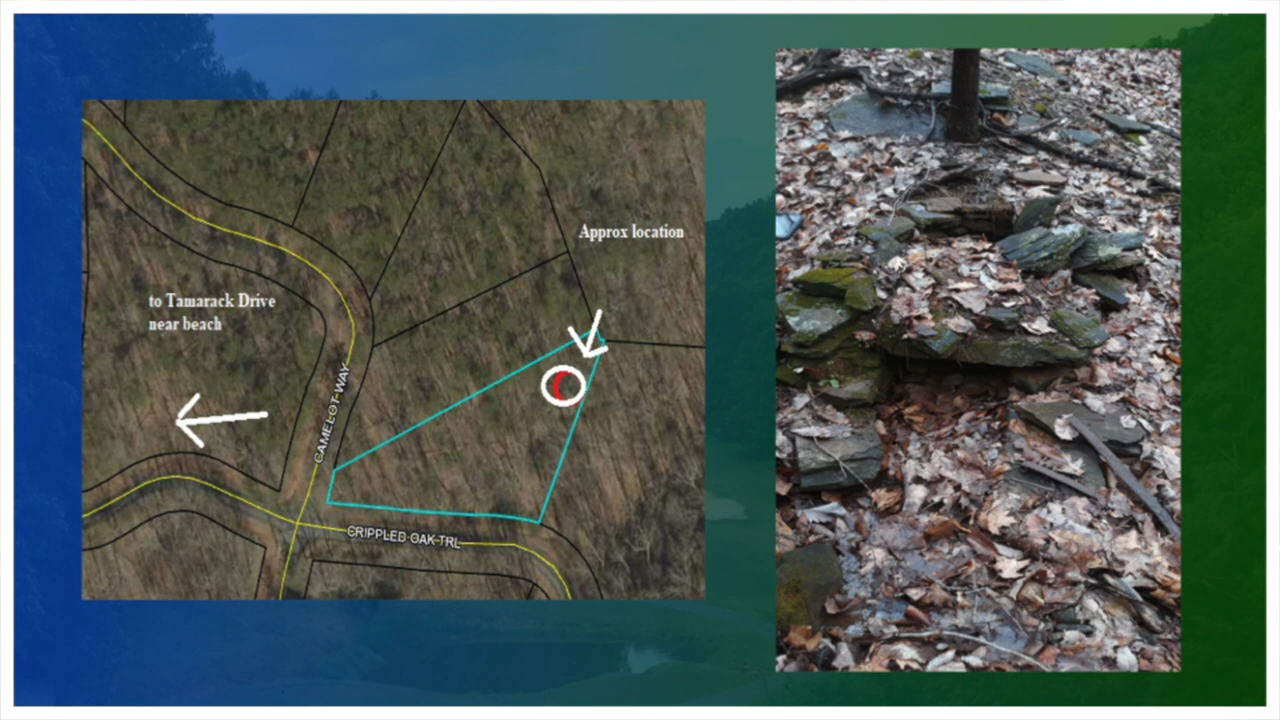 Approx location
to Tamarack Drive
near beach
CAMELOT WAY
CRIPPLED OAK TRL